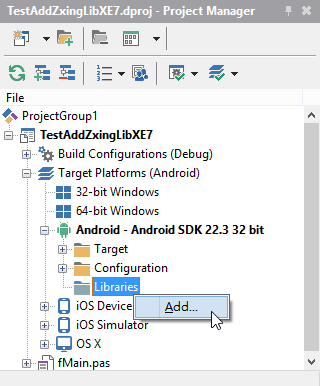 TestAddZxingLibXE7.dproj - Project Manager
File
ProjectGroup1
TestAddZxingLibXE7
Build Configurations (Debug)
Target Platforms (Android)
32-bit Windows
64-bit Windows
Android - Android SDK 22.3 32 bit
Target
Configuration
Libraries
Add...
iOS Device
iOS Simulator
OS X
fMain.pas